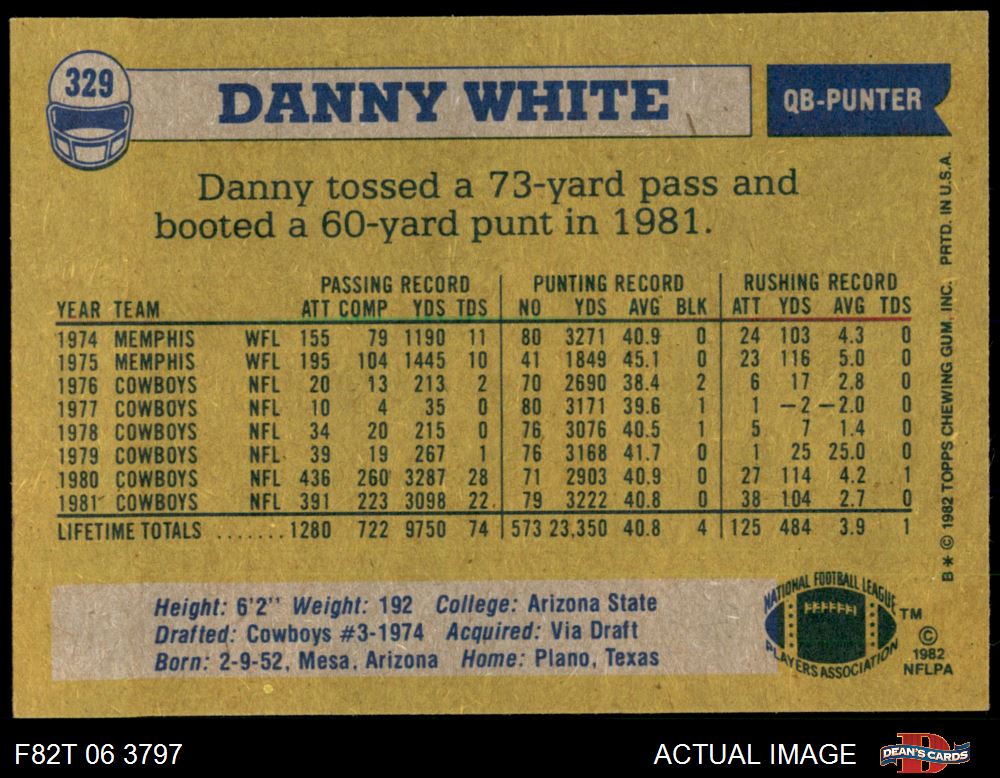 329
DANNY WHITE
QB-PUNTER
Danny tossed a 73-yard pass and
booted a 60-yard punt in 1981.
PASSING RECORD PUNTING RECORD RUSHING RECORD
YEAR TEAM ATT COMP YDS TDS NO YDS AVG BLK ATT YDS AVG TDS
1974 MEMPHIS WFL 155 79 1190 11 80 3271 40.9 0 24 103 4.3 0
1975 MEMPHIS WFL 195 104 1445 10 41 1849 45.1 0 23 116 5.0 0
1976 COWBOYS NFL 20 13 213 2 70 2690 38.4 2 6 17 2.8 0
1977 COWBOYS NFL 10 4 35 0 80 3171 39.6 1 1 –2 –2.0 0
1978 COWBOYS NFL 34 20 215 0 76 3076 40.5 1 5 7 1.4 0
1979 COWBOYS NFL 39 19 267 1 76 3168 41.7 0 1 25 25.0 0
1980 COWBOYS NFL 436 260 3287 28 71 2903 40.9 0 27 114 4.2 1
1981 COWBOYS NFL 391 223 3098 22 79 3222 40.8 0 38 104 2.7 0
LIFETIME TOTALS ....... 1280 722 9750 74 573 23,350 40.8 4 125 484 3.9 1
B * © 1982 TOPPS CHEWING GUM, INC. PRTD. IN U.S.A.
Height: 6'2" Weight: 192 College: Arizona State
Drafted: Cowboys #3-1974 Acquired: Via Draft
Born: 2-9-52, Mesa, Arizona Home: Plano, Texas
NATIONAL FOOTBALL LEAGUE
PLAYERS ASSOCIATION
TM
©
1982
NFLPA
F82T 06 3797
ACTUAL IMAGE
D
DEAN'S CARDS